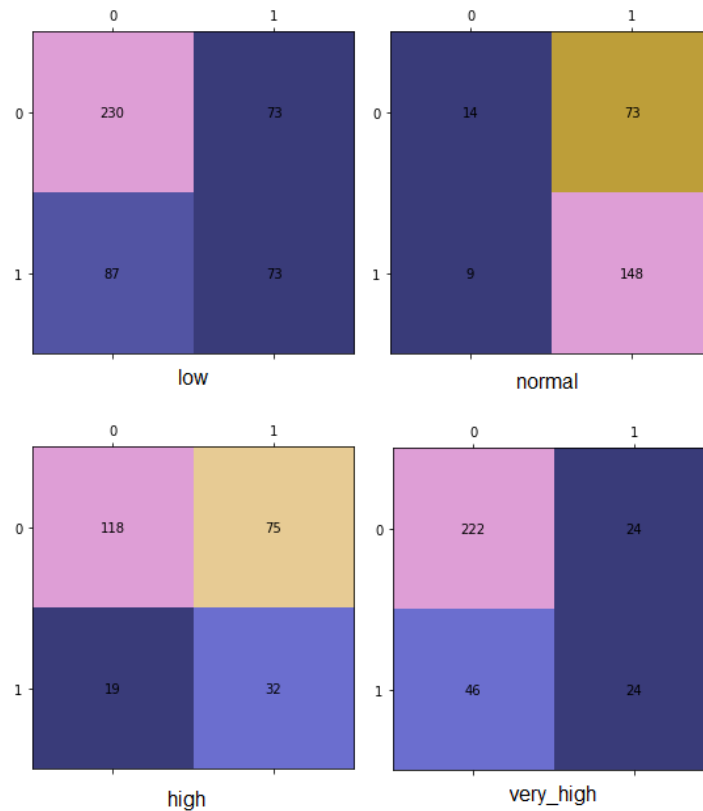 0 1
0 230 73
1 87 73
low
0 1
0 14 73
1 9 148
normal
0 1
0 118 75
1 19 32
high
0 1
0 222 24
1 46 24
very_high